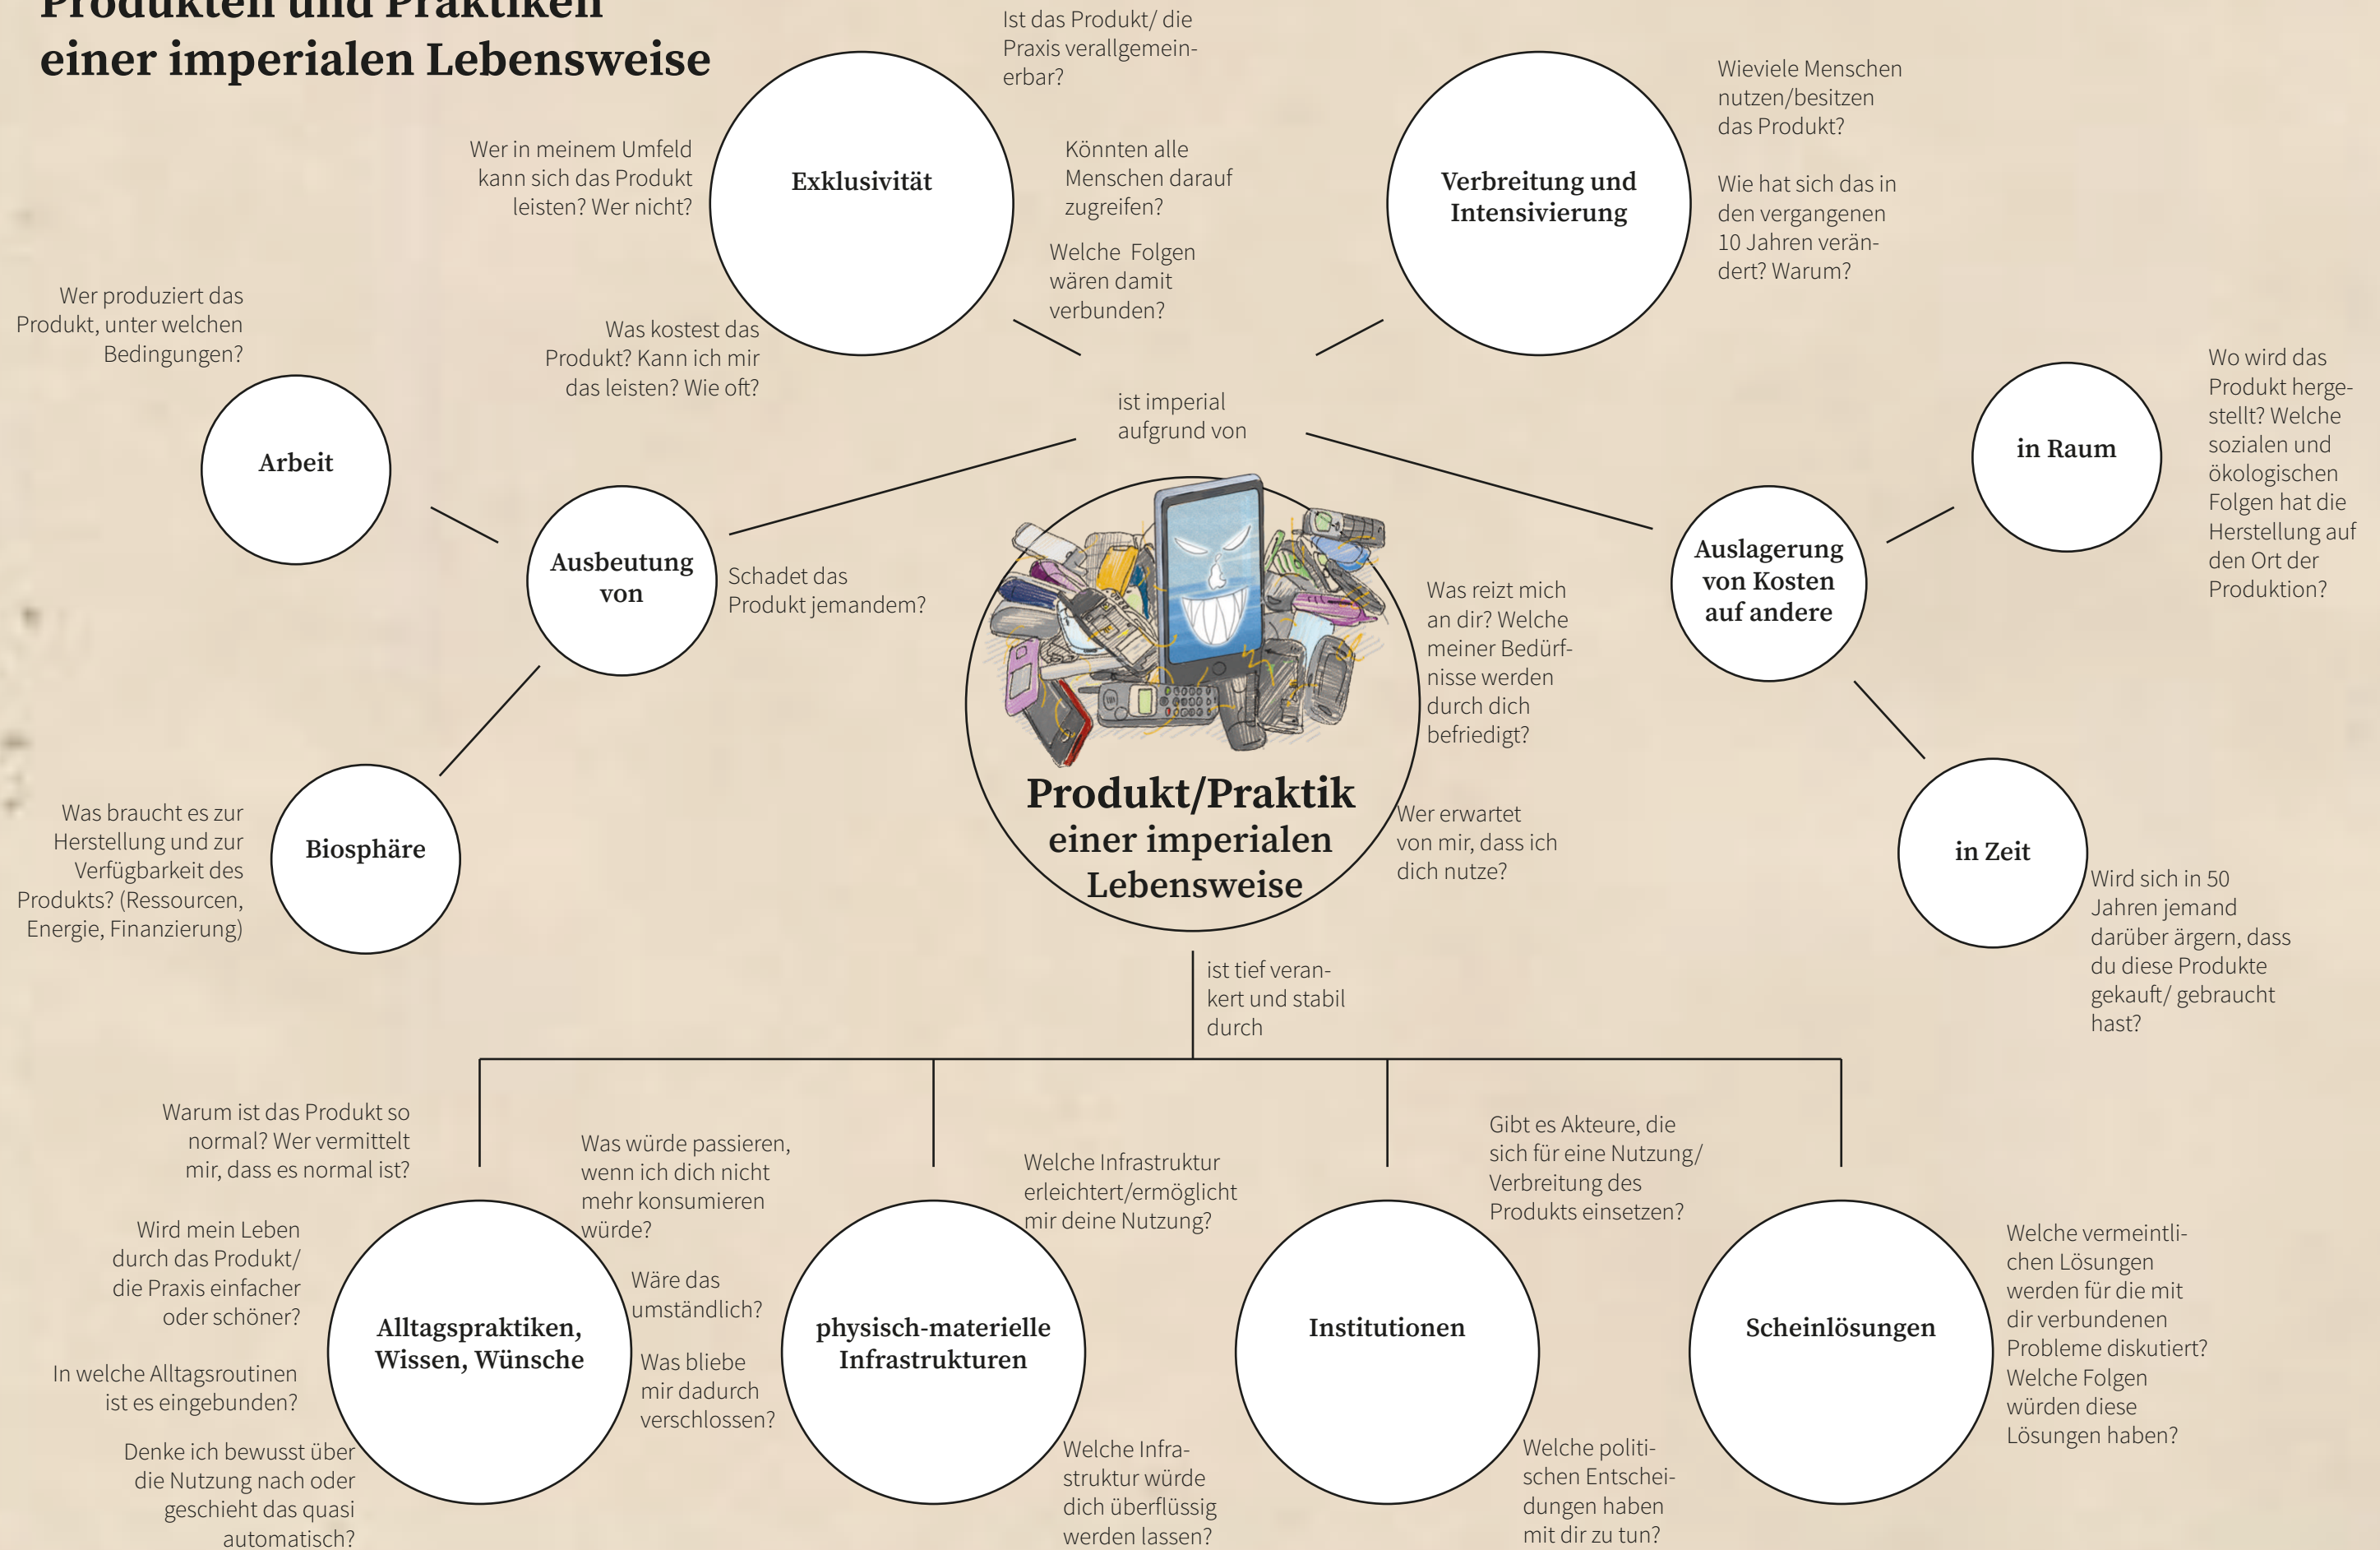 Produkten und Praktiken
einer imperialen Lebensweise
Ist das Produkt/ die
Praxis verallgemein-
erbar?
Wer in meinem Umfeld
kann sich das Produkt
leisten? Wer nicht?
Exklusivität
Könnten alle
Menschen darauf
zugreifen?
Welche Folgen
wären damit
verbunden?
Was kostest das
Produkt? Kann ich mir
das leisten? Wie oft?
Verbreitung und
Intensivierung
Wieviele Menschen
nutzen/besitzen
das Produkt?
Wie hat sich das in
den vergangenen
10 Jahren verän-
dert? Warum?
Wer produziert das
Produkt, unter welchen
Bedingungen?
Arbeit
ist imperial
aufgrund von
in Raum
Wo wird das
Produkt herge-
stellt? Welche
sozialen und
ökologischen
Folgen hat die
Herstellung auf
den Ort der
Produktion?
Ausbeutung
von
Schadet das
Produkt jemandem?
Auslagerung
von Kosten
auf andere
Was reizt mich
an dir? Welche
meiner Bedürf-
nisse werden
durch dich
befriedigt?
Produkt/Praktik
einer imperialen
Lebensweise
Wer erwartet
von mir, dass ich
dich nutze?
Was braucht es zur
Herstellung und zur
Verfügbarkeit des
Produkts? (Ressourcen,
Energie, Finanzierung)
Biosphäre
in Zeit
Wird sich in 50
Jahren jemand
darüber ärgern, dass
du diese Produkte
gekauft/ gebraucht
hast?
ist tief veran-
kert und stabil
durch
Warum ist das Produkt so
normal? Wer vermittelt
mir, dass es normal ist?
Wird mein Leben
durch das Produkt/
die Praxis einfacher
oder schöner?
In welche Alltagsroutinen
ist es eingebunden?
Denke ich bewusst über
die Nutzung nach oder
geschieht das quasi
automatisch?
Alltagspraktiken,
Wissen, Wünsche
Was würde passieren,
wenn ich dich nicht
mehr konsumieren
würde?
Wäre das
umständlich?
Was bliebe
mir dadurch
verschlossen?
physisch-materielle
Infrastrukturen
Welche Infrastruktur
erleichtert/ermöglicht
mir deine Nutzung?
Welche Infra-
struktur würde
dich überflüssig
werden lassen?
Institutionen
Gibt es Akteure, die
sich für eine Nutzung/
Verbreitung des
Produkts einsetzen?
Welche politi-
schen Entschei-
dungen haben
mit dir zu tun?
Scheinlösungen
Welche vermeintli-
chen Lösungen
werden für die mit
dir verbundenen
Probleme diskutiert?
Welche Folgen
würden diese
Lösungen haben?